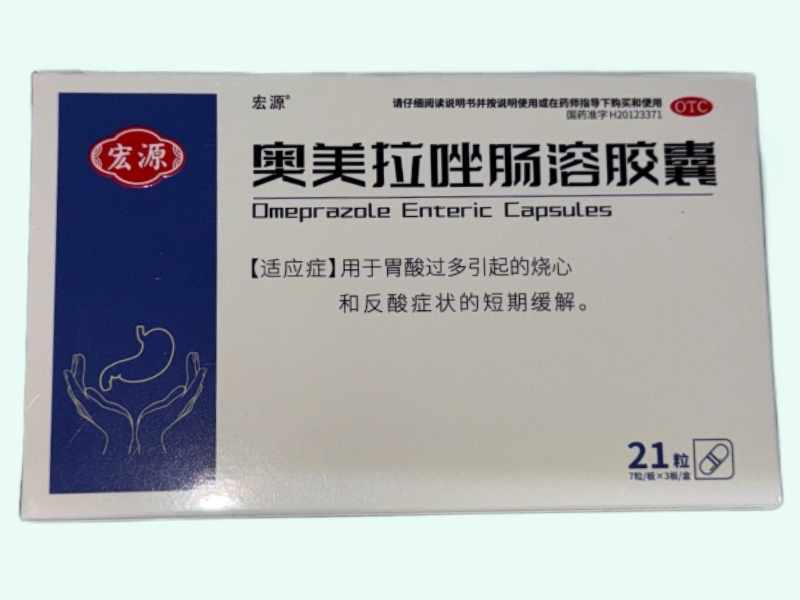 宏源
宏源®
请仔细阅读说明书并按说明使用或在药师指导下购买和使用
国药准字H20123371
OTC
奥美拉唑肠溶胶囊
Omeprazole Enteric Capsules
【适应症】用于胃酸过多引起的烧心
和反酸症状的短期缓解。
21粒
7粒/板×3板/盒